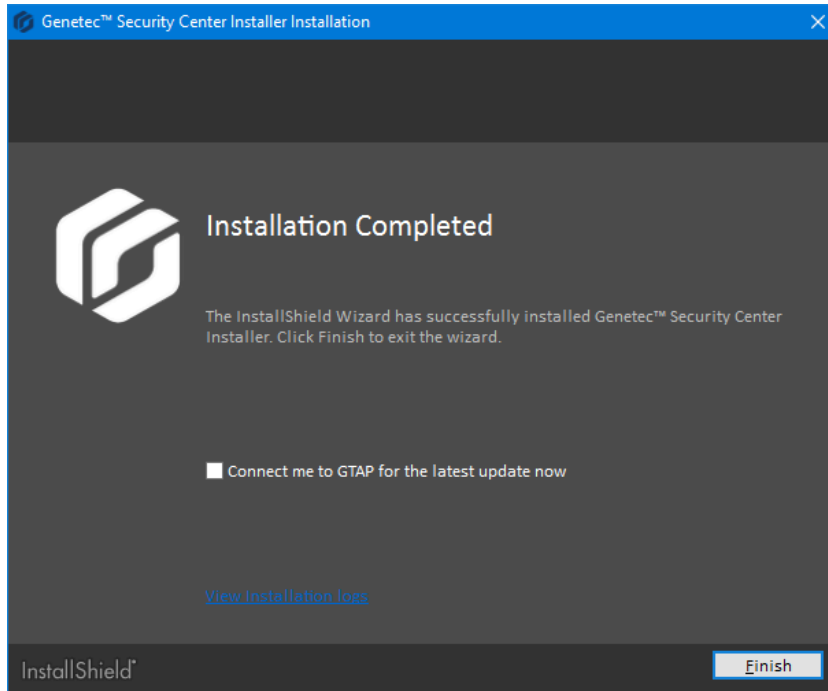 Genetec™ Security Center Installer Installation
Installation Completed
The InstallShield Wizard has successfully installed Genetec™ Security Center
Installer. Click Finish to exit the wizard.
Connect me to GTAP for the latest update now
View Installation logs
InstallShield®
Finish